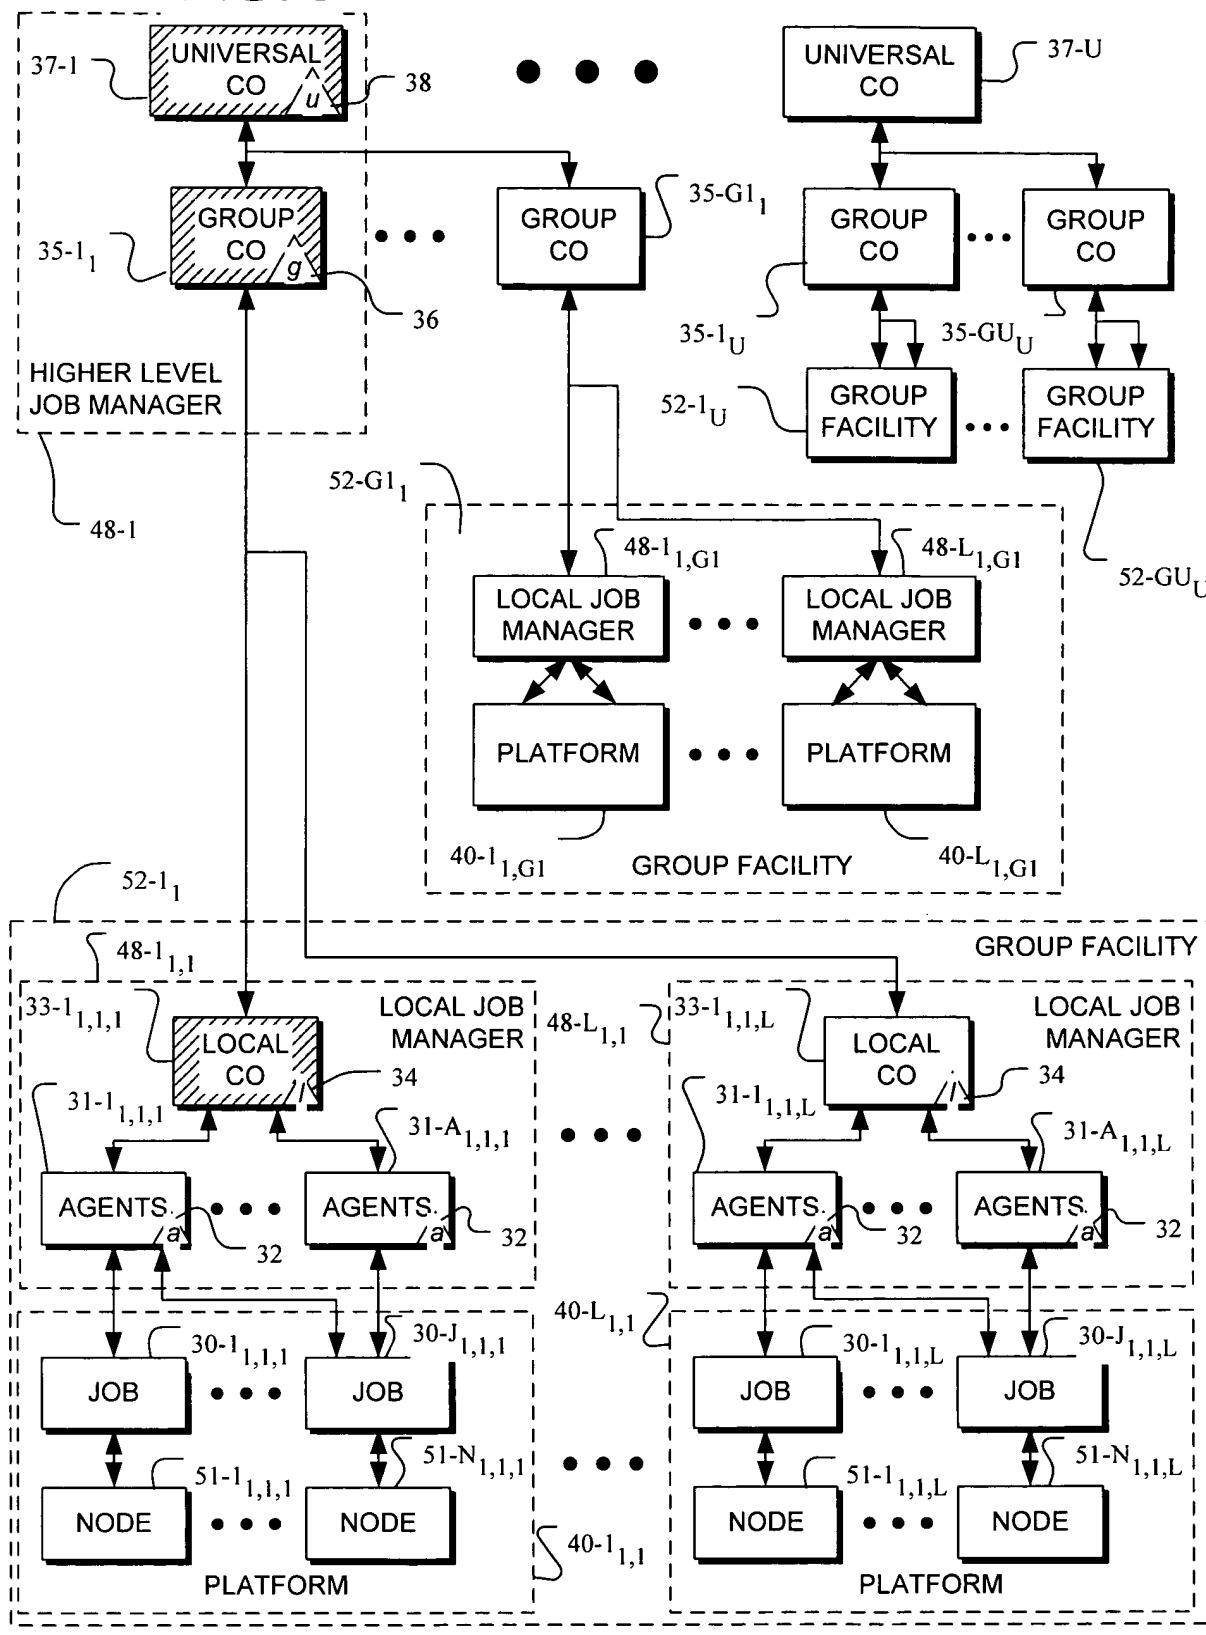 UNIVERSAL CO
u
37-1
38
UNIVERSAL CO
37-U
GROUP CO
g
35-1₁
36
GROUP CO
35-G1₁
GROUP CO
35-1U
GROUP CO
35-GUU
HIGHER LEVEL
JOB MANAGER
48-1
GROUP FACILITY
52-1U
GROUP FACILITY
52-GUU
52-G1₁
48-1₁,G1
48-L₁,G1
LOCAL JOB MANAGER
LOCAL JOB MANAGER
PLATFORM
PLATFORM
40-1₁,G1
40-L₁,G1
GROUP FACILITY
52-1₁
GROUP FACILITY
48-1₁,₁
LOCAL JOB MANAGER
33-1₁,₁,₁
LOCAL CO
l
34
31-1₁,₁,₁
31-A₁,₁,₁
AGENTS
a
32
AGENTS
a
32
48-L₁,₁
LOCAL JOB MANAGER
33-1₁,₁,L
LOCAL CO
l
34
31-1₁,₁,L
31-A₁,₁,L
AGENTS
a
32
AGENTS
a
32
30-1₁,₁,₁
30-J₁,₁,₁
JOB
JOB
51-1₁,₁,₁
51-N₁,₁,₁
NODE
NODE
PLATFORM
40-1₁,₁
40-L₁,₁
30-1₁,₁,L
30-J₁,₁,L
JOB
JOB
51-1₁,₁,L
51-N₁,₁,L
NODE
NODE
PLATFORM